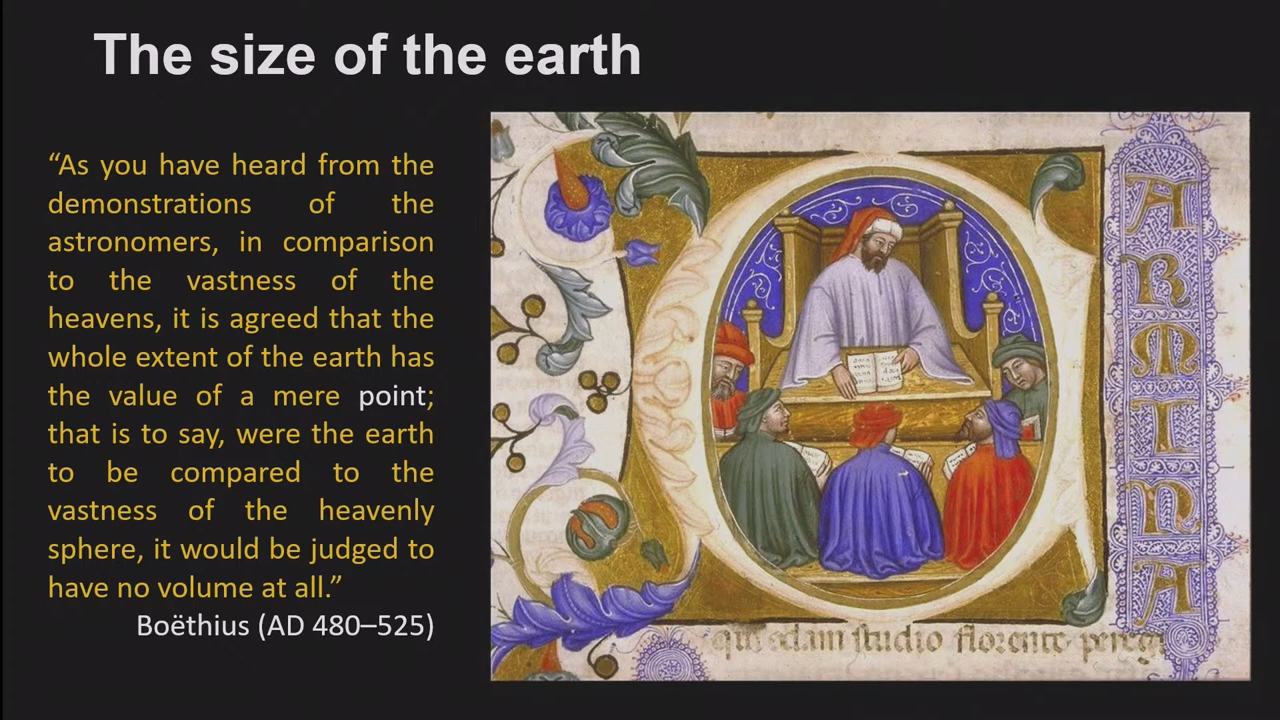 The size of the earth
“As you have heard from the
demonstrations of the
astronomers, in comparison
to the vastness of the
heavens, it is agreed that the
whole extent of the earth has
the value of a mere point;
that is to say, were the earth
to be compared to the
vastness of the heavenly
sphere, it would be judged to
have no volume at all.”
Boëthius (AD 480–525)
C
ARMINA
studio florente